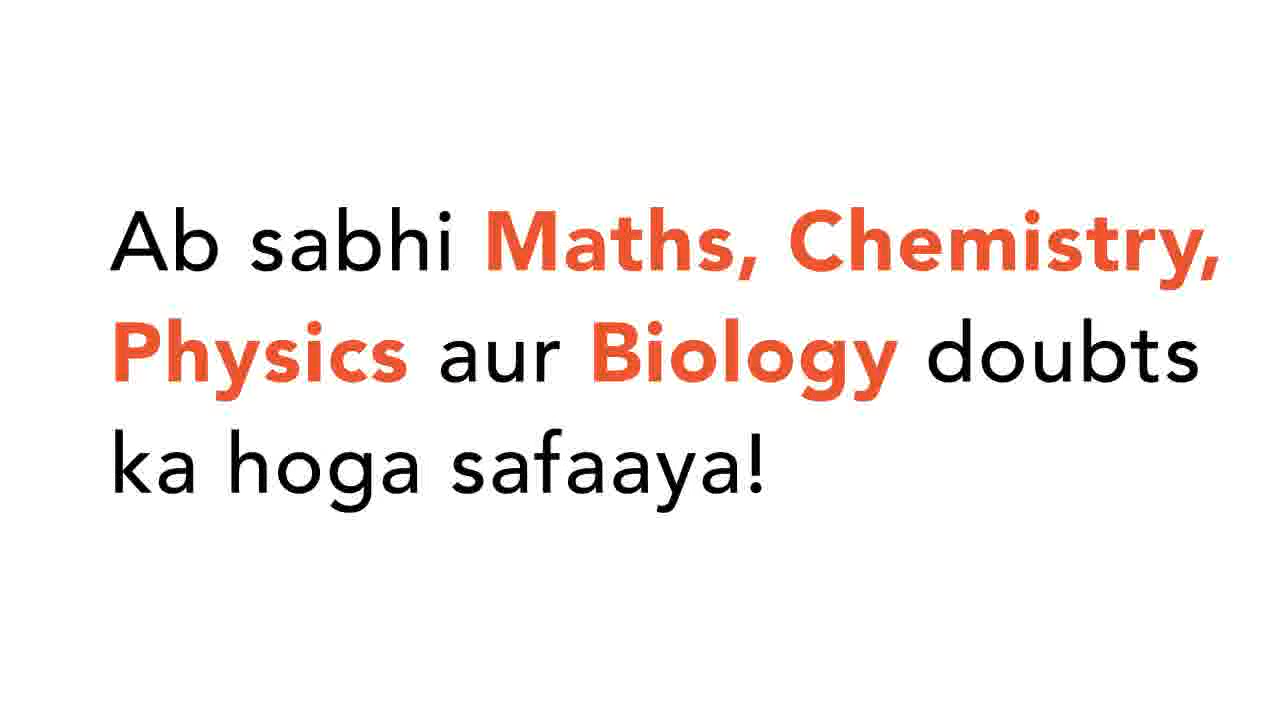 Ab sabhi Maths, Chemistry,
Physics aur Biology doubts
ka hoga safaaya!